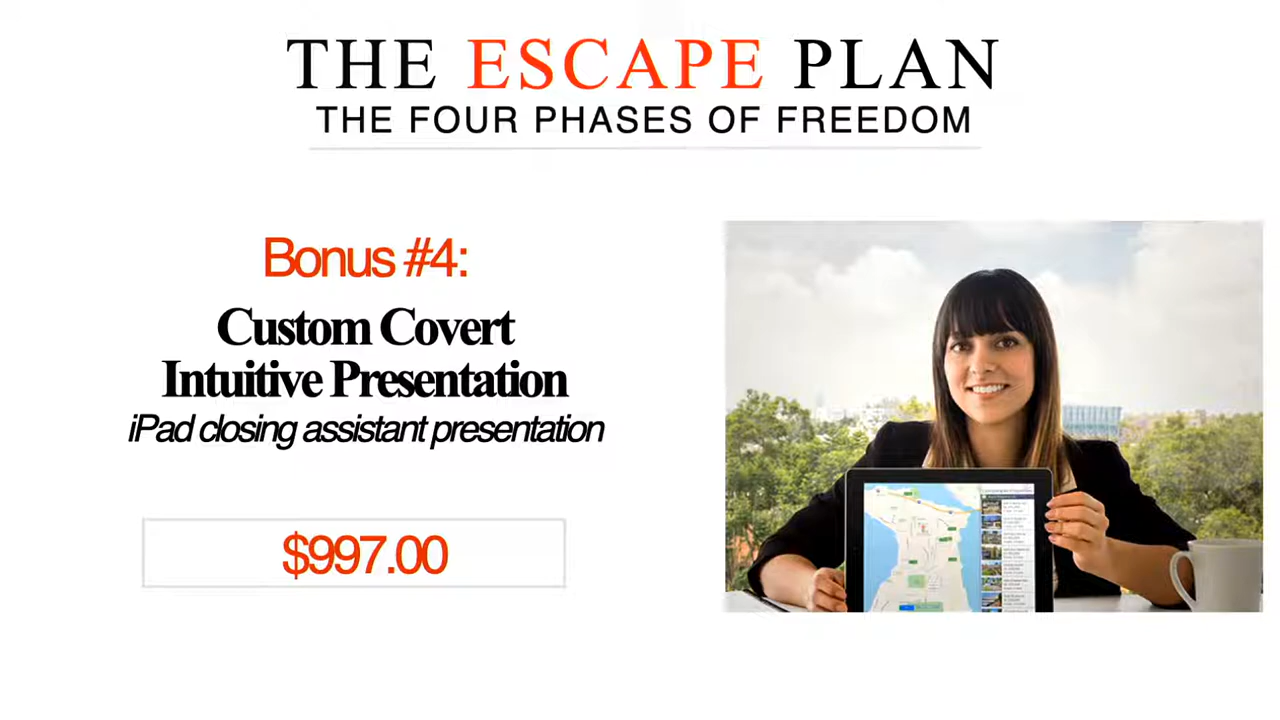 THE ESCAPE PLAN
THE FOUR PHASES OF FREEDOM
Bonus #4:
Custom Covert
Intuitive Presentation
iPad closing assistant presentation
$997.00